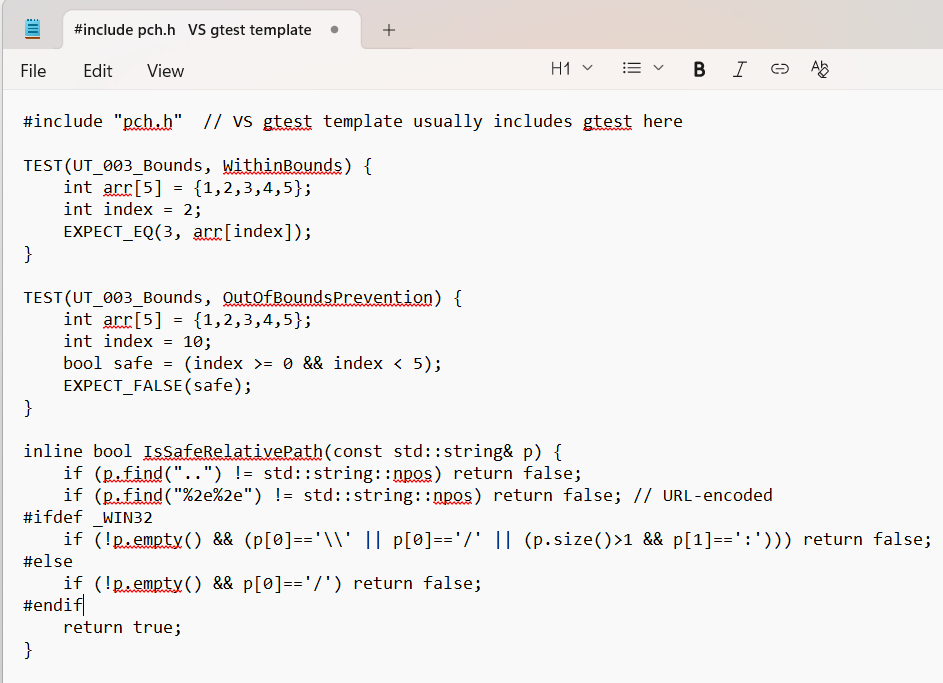 #include pch.h VS gtest template
File Edit View H1 B I
#include "pch.h"  // VS gtest template usually includes gtest here
TEST(UT_003_Bounds, WithinBounds) {
    int arr[5] = {1,2,3,4,5};
    int index = 2;
    EXPECT_EQ(3, arr[index]);
}
TEST(UT_003_Bounds, OutOfBoundsPrevention) {
    int arr[5] = {1,2,3,4,5};
    int index = 10;
    bool safe = (index >= 0 && index < 5);
    EXPECT_FALSE(safe);
}
inline bool IsSafeRelativePath(const std::string& p) {
    if (p.find("..") != std::string::npos) return false;
    if (p.find("%2e%2e") != std::string::npos) return false; // URL-encoded
#ifdef _WIN32
    if (!p.empty() && (p[0]=='\\' || p[0]=='/' || (p.size()>1 && p[1]==':'))) return false;
#else
    if (!p.empty() && p[0]=='/') return false;
#endif
    return true;
}